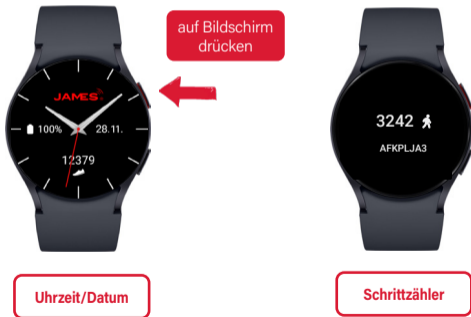 auf Bildschirm
drücken
JAMES
100%
28.11.
12379
3242
AFKPLJA3
Uhrzeit/Datum
Schrittzähler